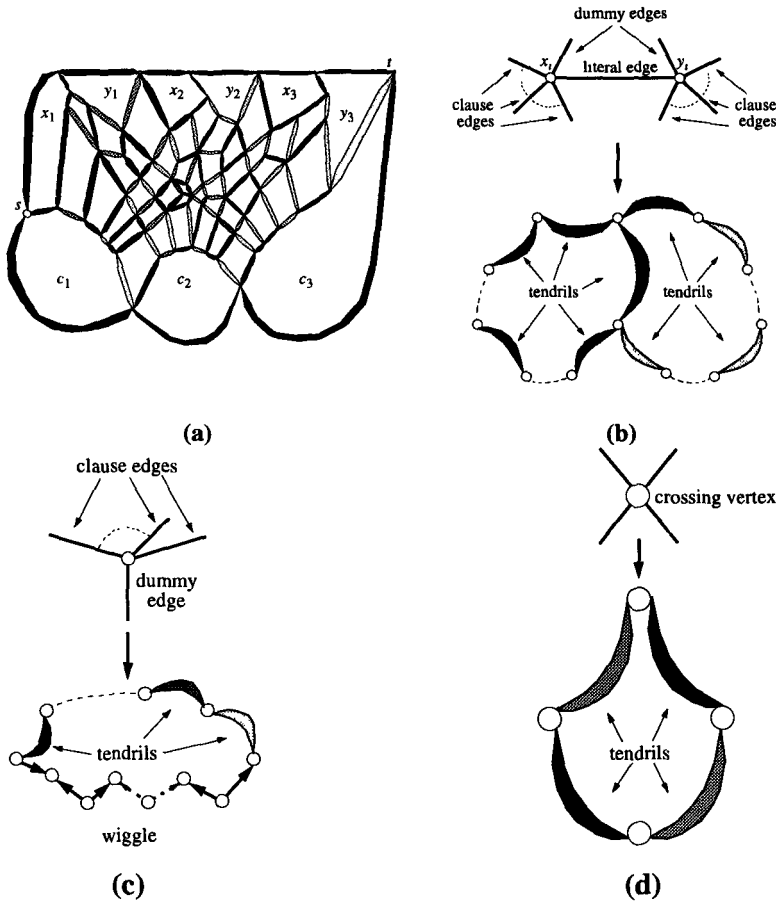 t
x1 y1 x2 y2 x3 y3
s
c1 c2 c3
(a)
dummy edges
xi literal edge yi
clause edges
clause edges
tendrils
tendrils
(b)
clause edges
dummy edge
tendrils
wiggle
(c)
crossing vertex
tendrils
(d)